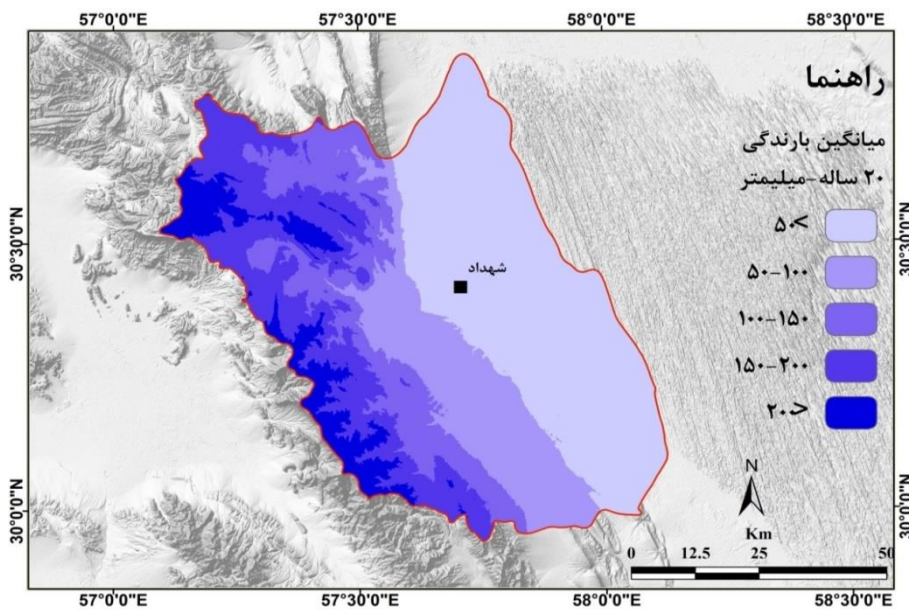 57°0'0"E 57°30'0"E 58°0'0"E 58°30'0"E
راهنما
میانگین بارندگی
۲۰ ساله-میلیمتر
>۵۰
۵۰-۱۰۰
۱۰۰-۱۵۰
۱۵۰-۲۰۰
<۲۰۰
شهداد
30°30'0"N 30°30'0"N
30°0'0"N 30°0'0"N
N
Km
0 12.5 25 50
57°0'0"E 57°30'0"E 58°0'0"E 58°30'0"E